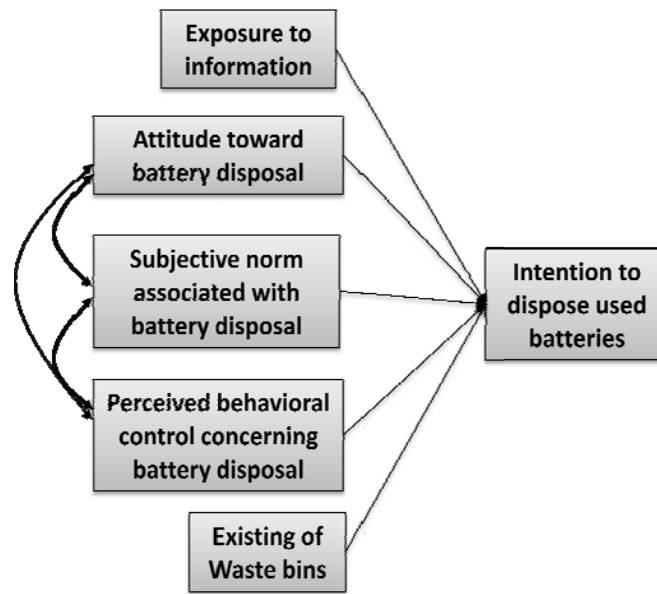 Exposure to
information
Attitude toward
battery disposal
Subjective norm
associated with
battery disposal
Perceived behavioral
control concerning
battery disposal
Existing of
Waste bins
Intention to
dispose used
batteries